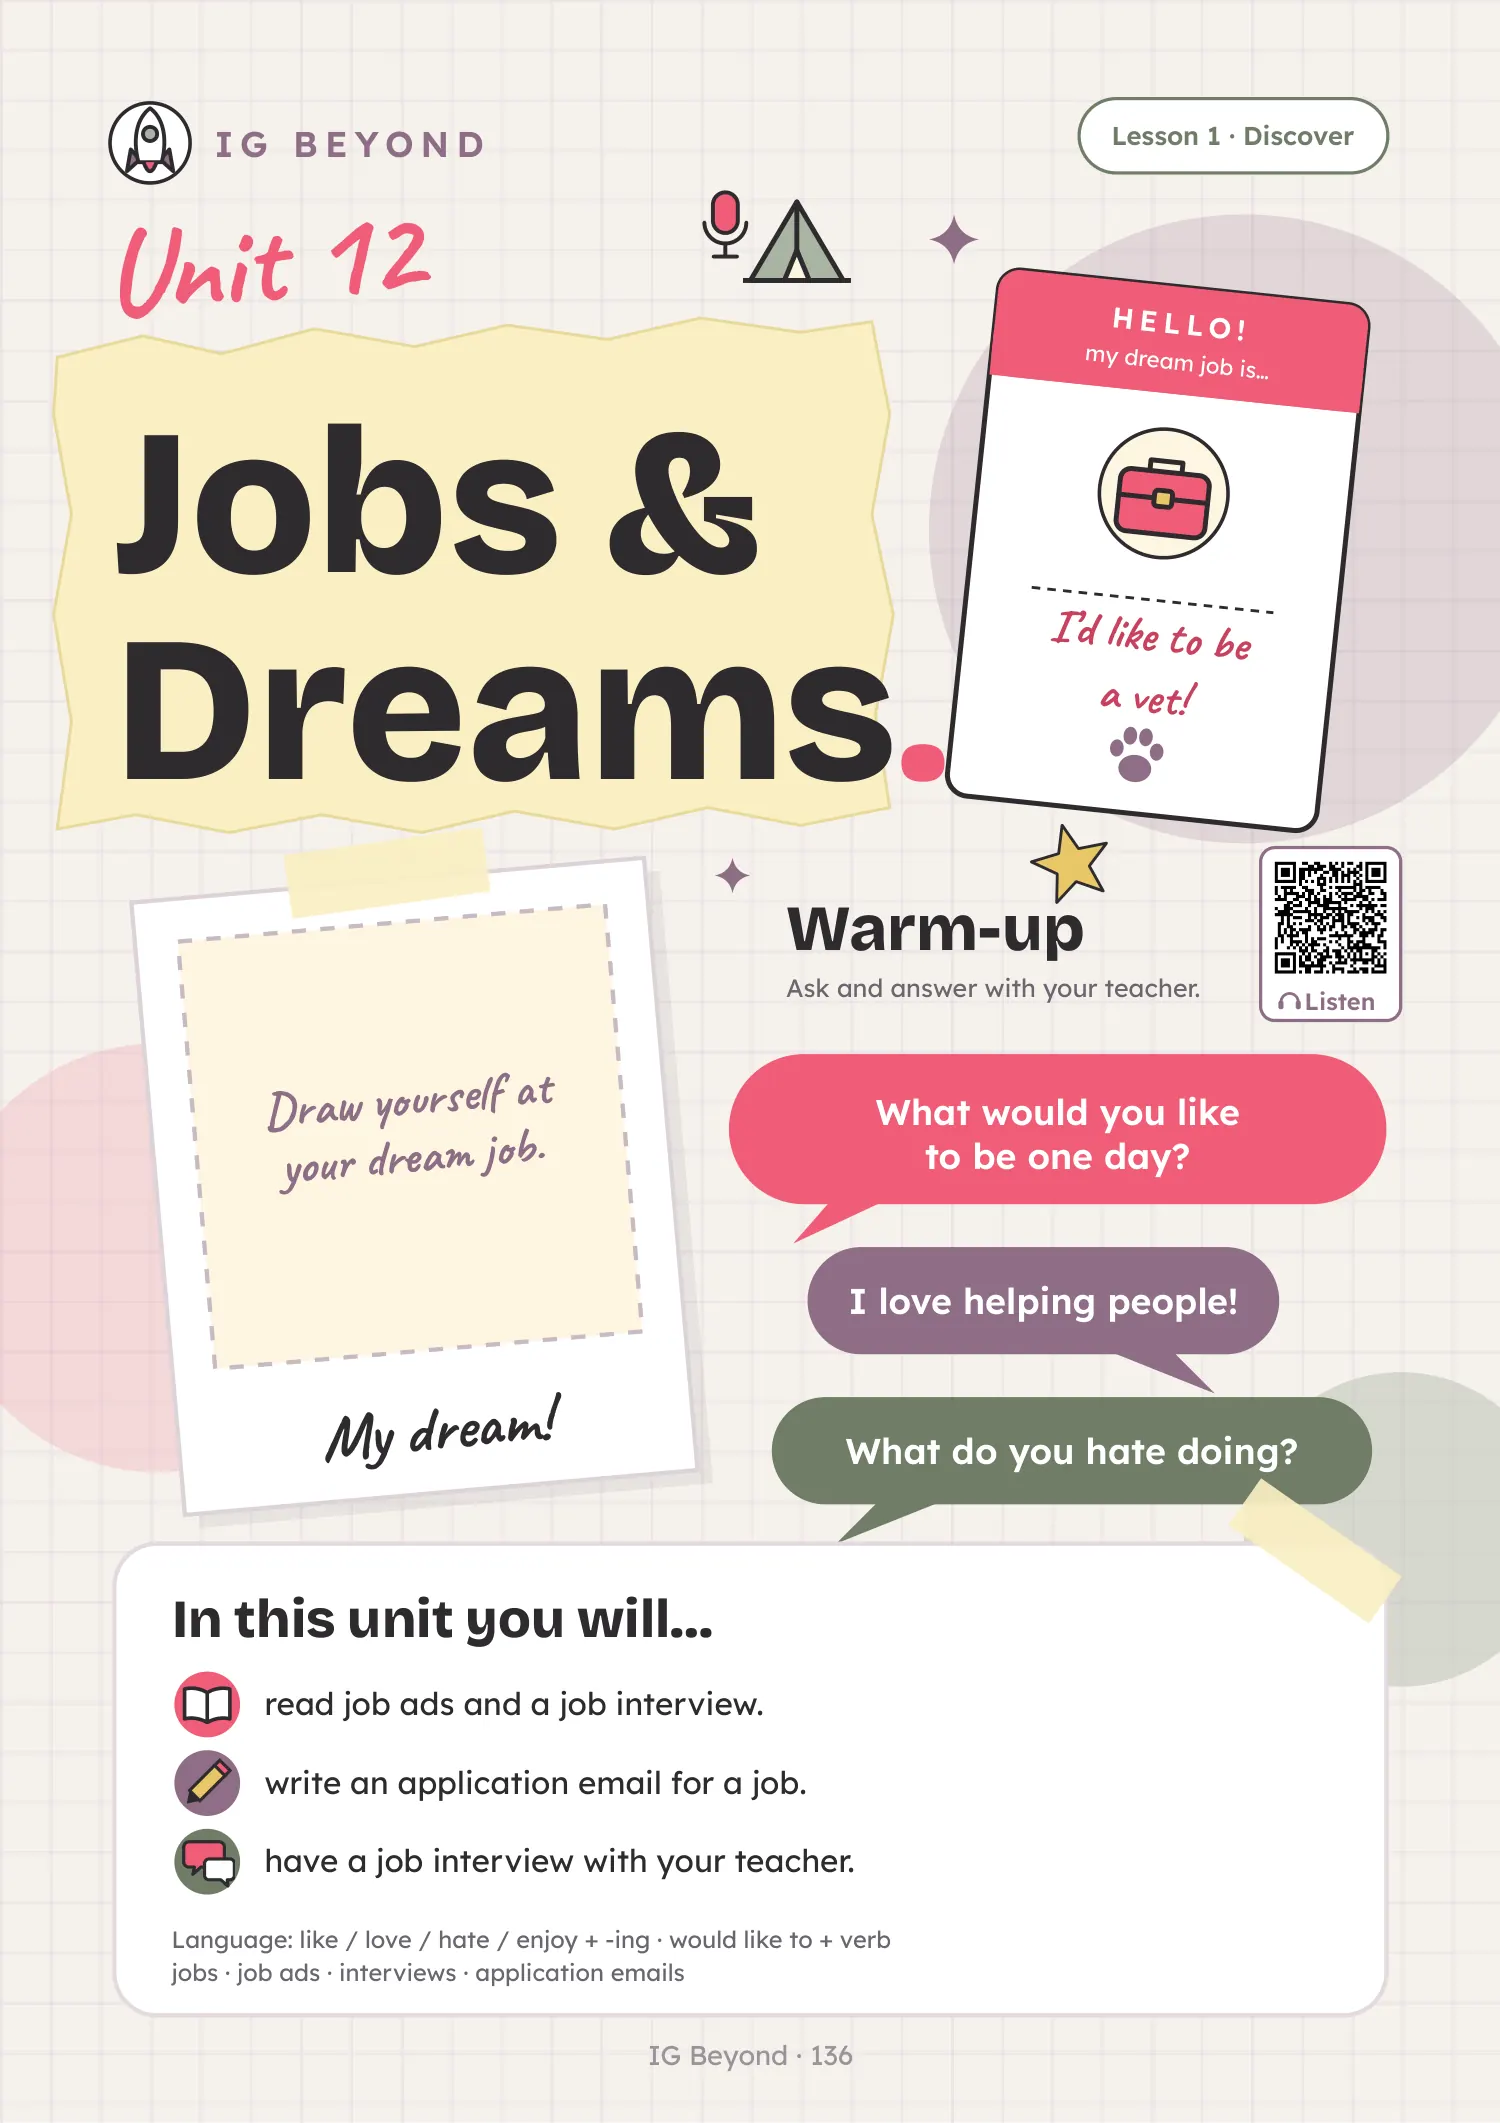 IG BEYOND
Lesson 1 · Discover
Unit 12
Jobs &
Dreams.
HELLO!
my dream job is...
I'd like to be
a vet!
Draw yourself at
your dream job.
My dream!
Warm-up
Ask and answer with your teacher.
Listen
What would you like
to be one day?
I love helping people!
What do you hate doing?
In this unit you will...
read job ads and a job interview.
write an application email for a job.
have a job interview with your teacher.
Language: like / love / hate / enjoy + -ing · would like to + verb
jobs · job ads · interviews · application emails
IG Beyond · 136